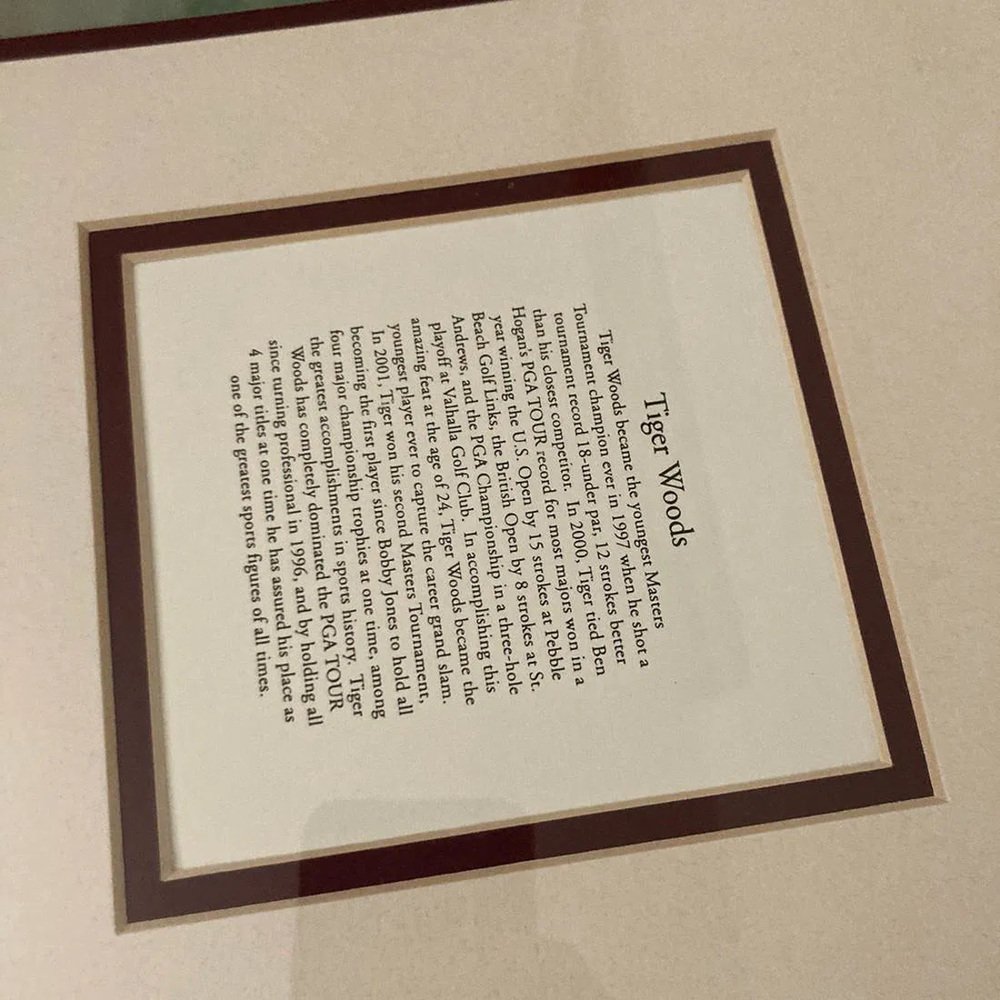 Tiger Woods
Tiger Woods became the youngest Masters
Tournament champion ever in 1997 when he shot a
tournament record 18-under par, 12 strokes better
than his closest competitor. In 2000, Tiger tied Ben
Hogan's PGA TOUR record for most majors won in a
year winning the U.S. Open by 15 strokes at Pebble
Beach Golf Links, the British Open by 8 strokes at St.
Andrews, and the PGA Championship in a three-hole
playoff at Valhalla Golf Club. In accomplishing this
amazing feat at the age of 24, Tiger Woods became the
youngest player ever to capture the career grand slam.
In 2001, Tiger won his second Masters Tournament,
becoming the first player since Bobby Jones to hold all
four major championship trophies at one time, among
the greatest accomplishments in sports history. Tiger
Woods has completely dominated the PGA TOUR
since turning professional in 1996, and by holding all
4 major titles at one time he has assured his place as
one of the greatest sports figures of all times.